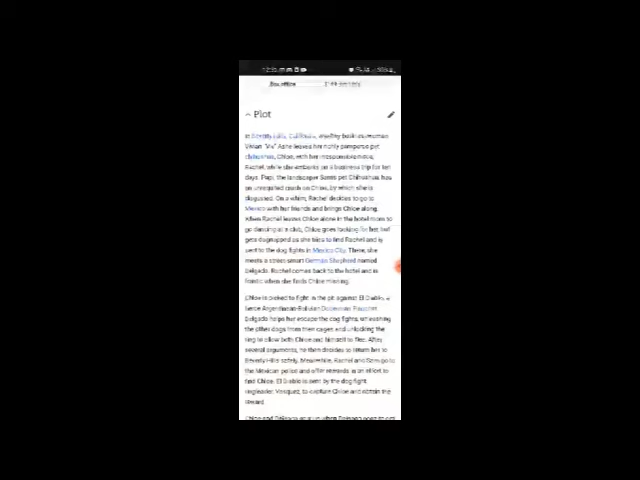 Box office
Plot
In Beverly Hills, California, wealthy businesswoman
Vivian "Viv" Ashe leaves her richly pampered pet
chihuahua, Chloe, with her irresponsible niece,
Rachel, while she embarks on a business trip for ten
days. Papi, the landscaper Sam's pet Chihuahua, has
an unrequited crush on Chloe, by which she is
disgusted. On a whim, Rachel decides to go to
Mexico with her friends and brings Chloe along.
When Rachel leaves Chloe alone in the hotel room to
go dancing at a club, Chloe goes looking for her, but
gets dognapped as she tries to find Rachel and is
sent to the dog fights in Mexico City. There, she
meets a street-smart German Shepherd named
Delgado. Rachel comes back to the hotel and is
frantic when she finds Chloe missing.
Chloe is picked to fight in the pit against El Diablo, a
fierce Argentinean-Bolivian Doberman Pinscher.
Delgado helps her escape the dog fights, unleashing
the other dogs from their cages and unlocking the
ring to allow both Chloe and himself to flee. After
several arguments, he then decides to return her to
Beverly Hills safely. Meanwhile, Rachel and Sam go to
the Mexican police and offer rewards in an effort to
find Chloe. El Diablo is sent by the dog fight
ringleader, Vasquez, to capture Chloe and obtain the
reward.
Chloe and Delgado